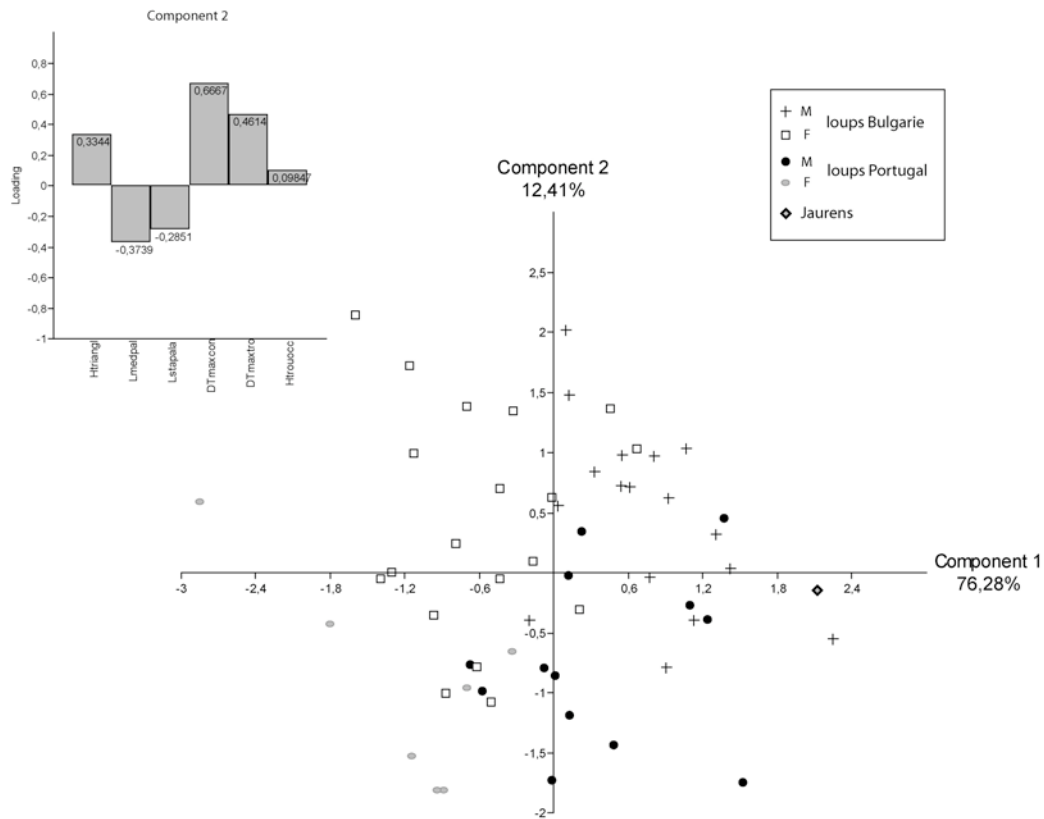 Component 2
0,8
0,6
0,4
0,2
0
-0,2
-0,4
-0,6
-0,8
-1
Loading
0,3344
-0,3739
-0,2851
0,6667
0,4614
0,09847
Htriangl
Lmedpal
Lstapala
DTmaxcon
DTmaxtro
Htrouocc
M
F
loups Bulgarie
M
F
loups Portugal
Jaurens
Component 2
12,41%
2,5
2
1,5
1
0,5
-0,5
-1
-1,5
-2
Component 1
76,28%
-3 -2,4 -1,8 -1,2 -0,6 0,6 1,2 1,8 2,4